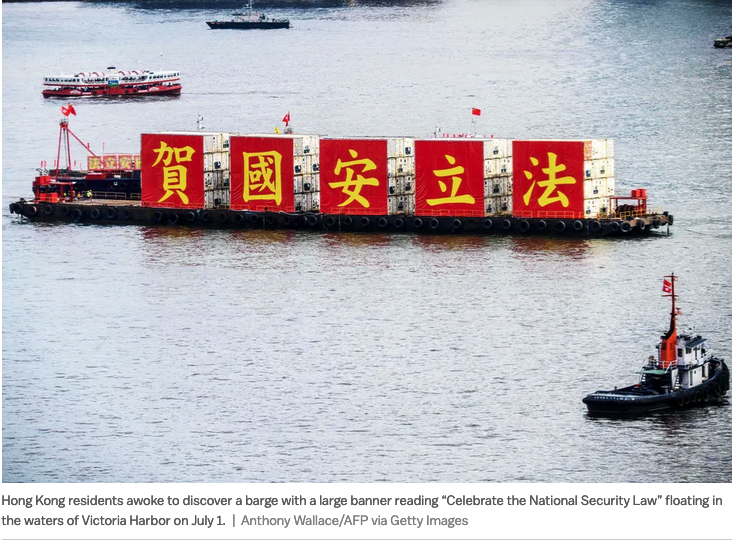 賀國安立法
Hong Kong residents awoke to discover a barge with a large banner reading “Celebrate the National Security Law” floating in
the waters of Victoria Harbor on July 1. | Anthony Wallace/AFP via Getty Images